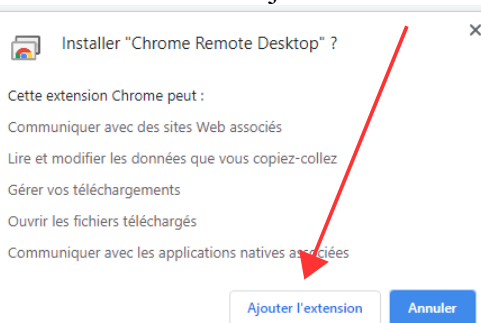 Installer "Chrome Remote Desktop" ?
Cette extension Chrome peut :
Communiquer avec des sites Web associés
Lire et modifier les données que vous copiez-collez
Gérer vos téléchargements
Ouvrir les fichiers téléchargés
Communiquer avec les applications natives associées
Ajouter l'extension
Annuler